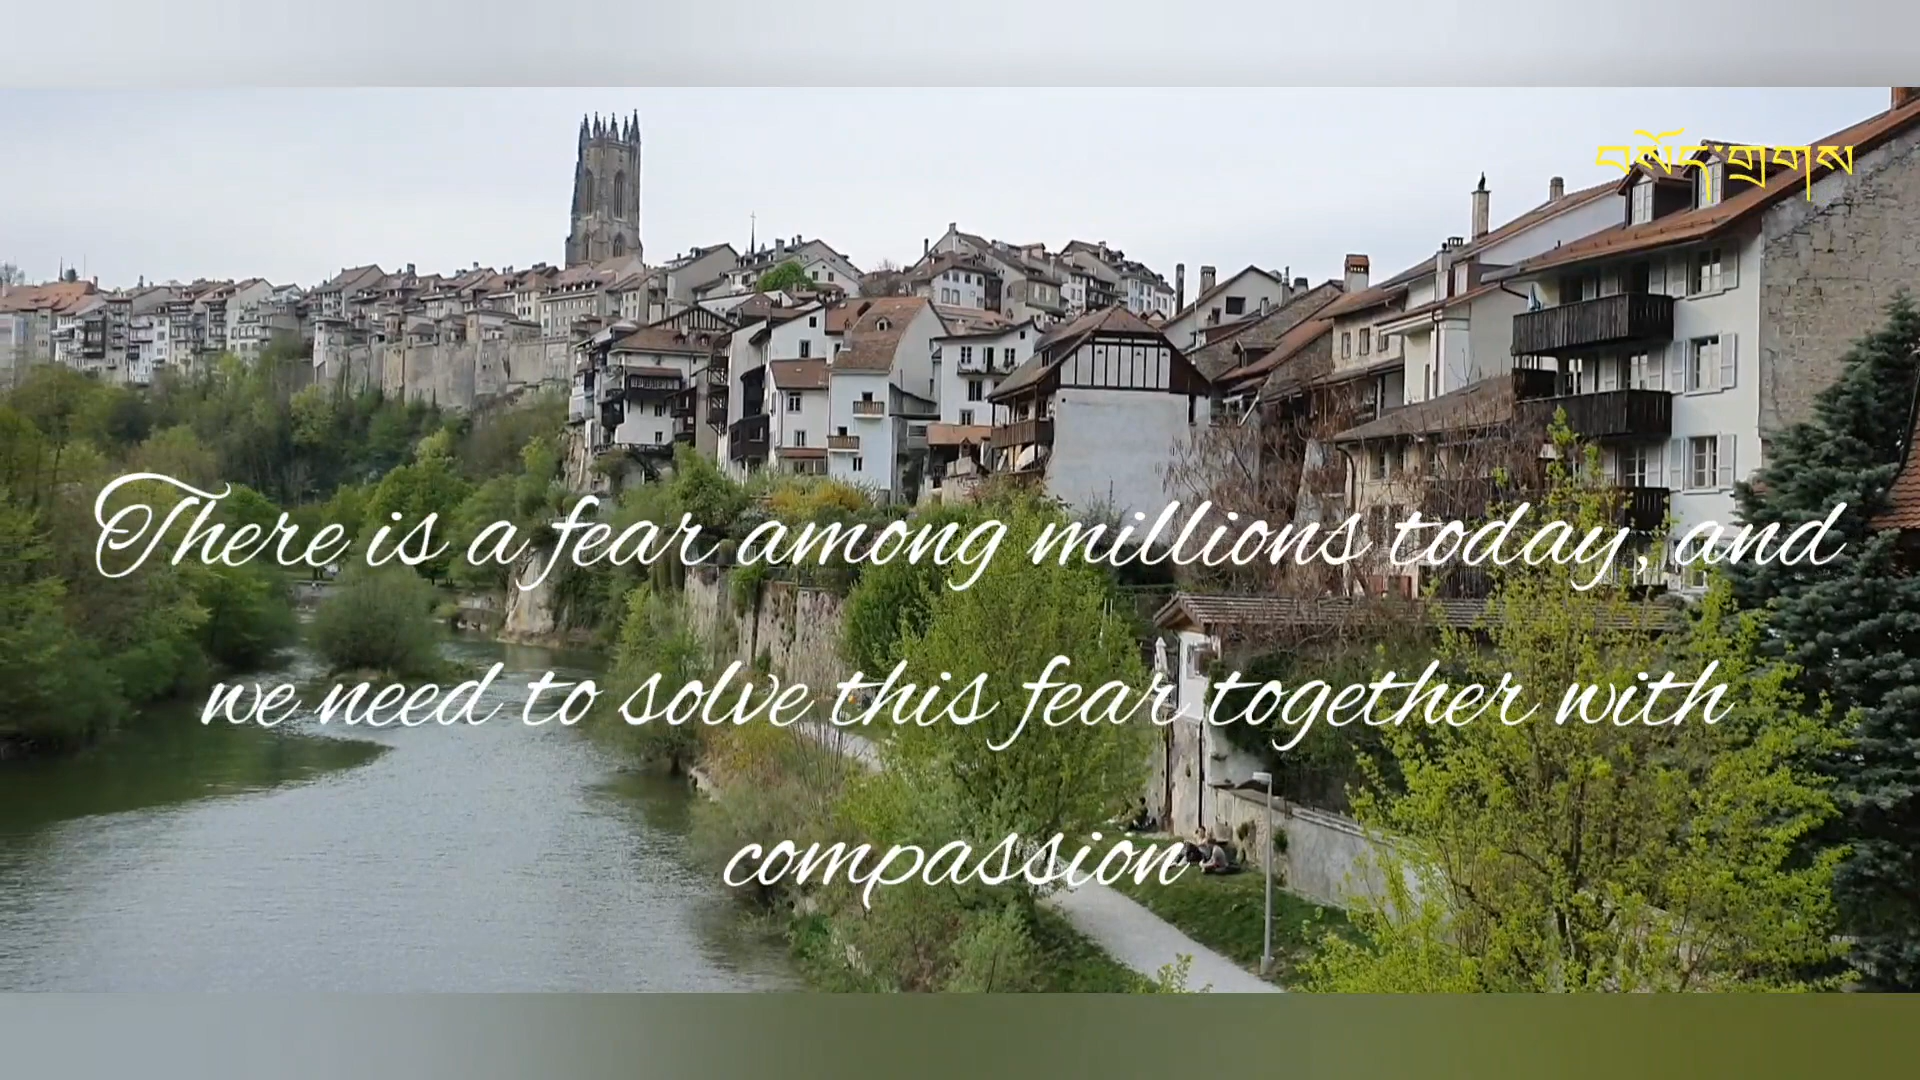 བསོད་གྲགས
There is a fear among millions today, and
we need to solve this fear together with
compassion